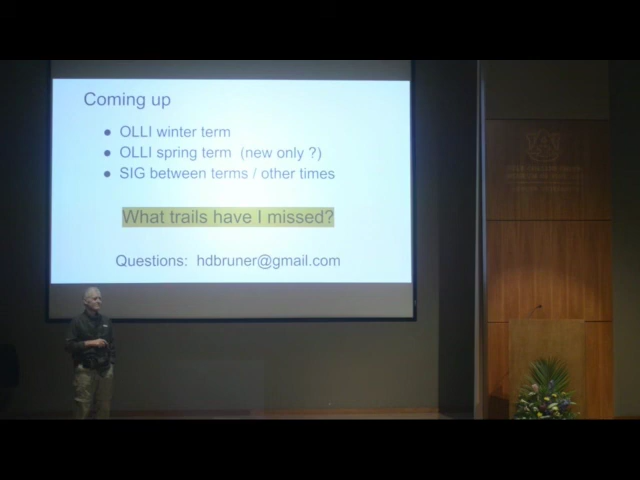 Coming up
● OLLI winter term
● OLLI spring term (new only ?)
● SIG between terms / other times
What trails have I missed?
Questions: hdbruner@gmail.com